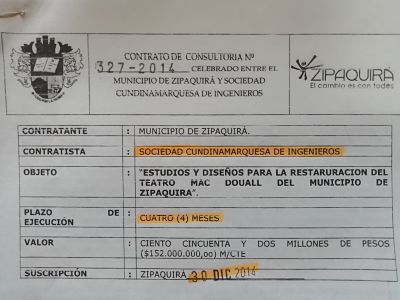 CONTRATO DE CONSULTORIA Nº
327-2014 CELEBRADO ENTRE EL
MUNICIPIO DE ZIPAQUIRÁ Y SOCIEDAD
CUNDINAMARQUESA DE INGENIEROS
ZIPAQUIRÁ
El cambio es con todos
CONTRATANTE : MUNICIPIO DE ZIPAQUIRÁ.
CONTRATISTA : SOCIEDAD CUNDINAMARQUESA DE INGENIEROS
OBJETO : "ESTUDIOS Y DISEÑOS PARA LA RESTARURACION DEL
TEATRO MAC DOUALL DEL MUNICIPIO DE
ZIPAQUIRA".
PLAZO DE EJECUCIÓN : CUATRO (4) MESES
VALOR : CIENTO CINCUENTA Y DOS MILLONES DE PESOS
($152.000.000,oo) M/CTE
SUSCRIPCIÓN : ZIPAQUIRÁ 30 DIC 2014